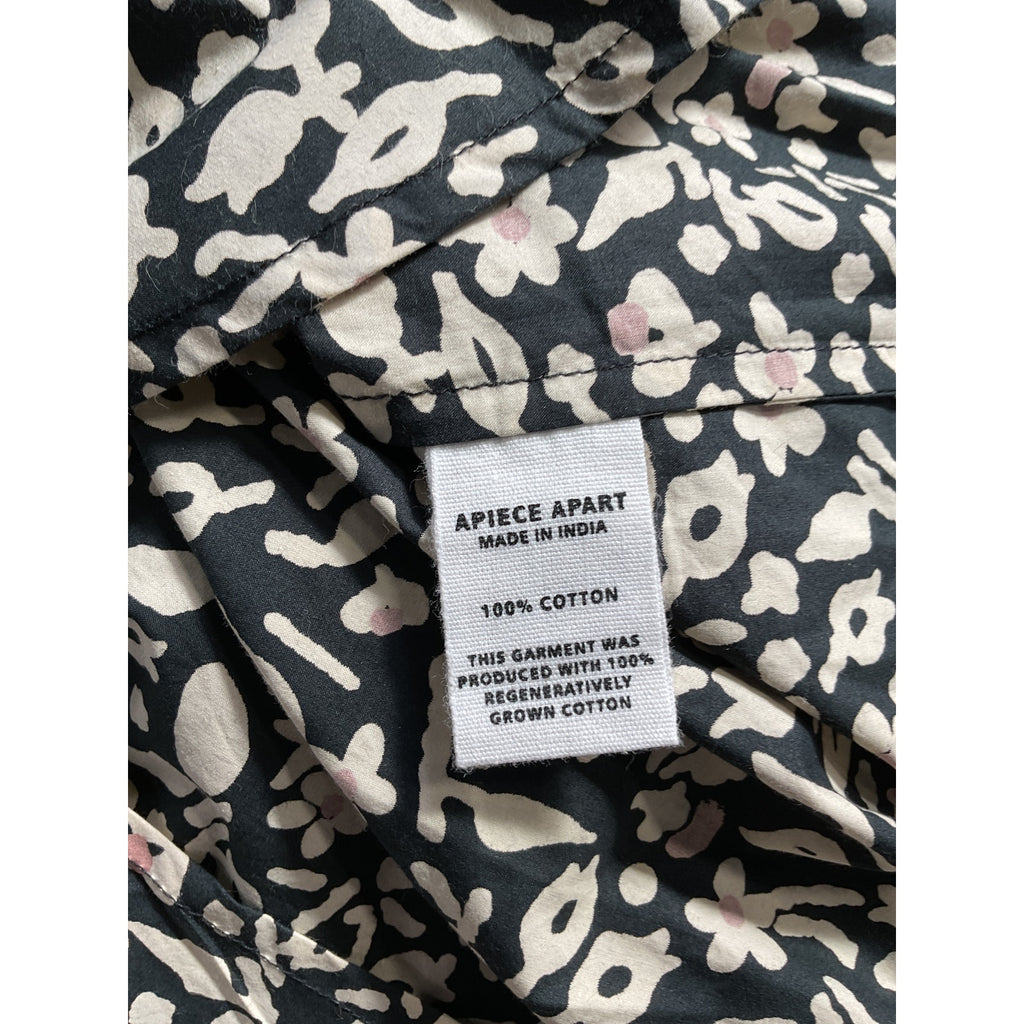 APIECE APART
MADE IN INDIA
100% COTTON
THIS GARMENT WAS
PRODUCED WITH 100%
REGENERATIVELY
GROWN COTTON